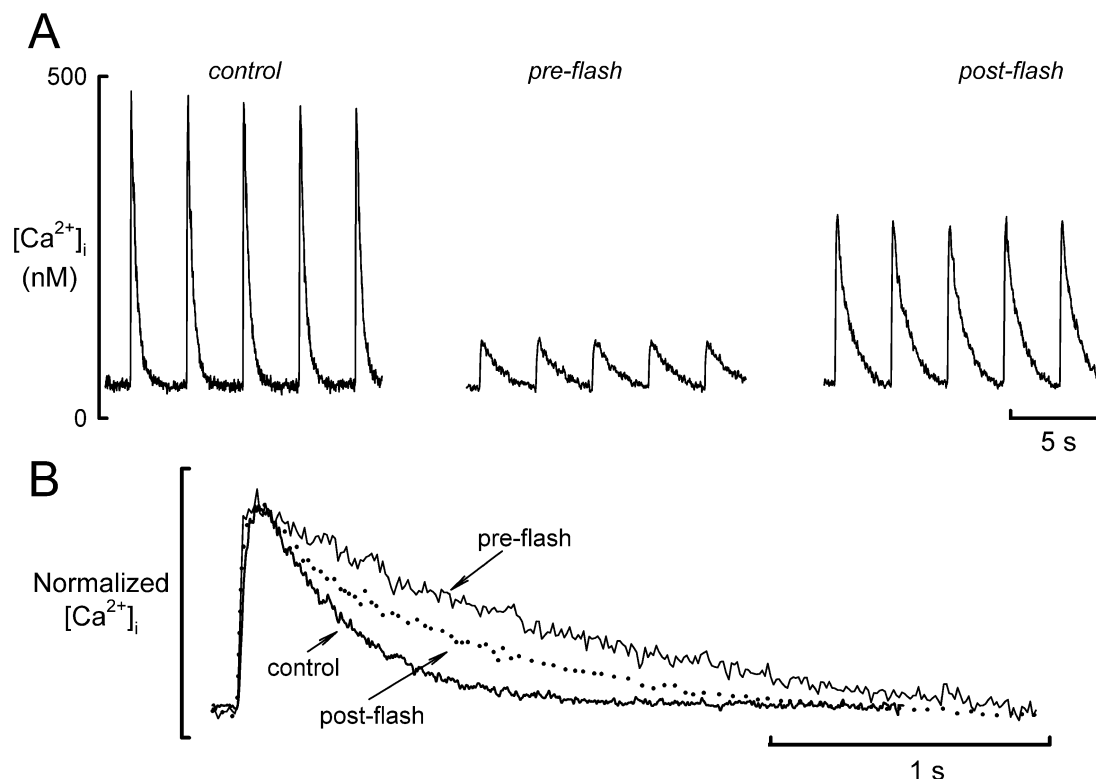 A
control
pre-flash
post-flash
500
[Ca²⁺]ᵢ
(nM)
0
5 s
B
pre-flash
Normalized
[Ca²⁺]ᵢ
control
post-flash
1 s